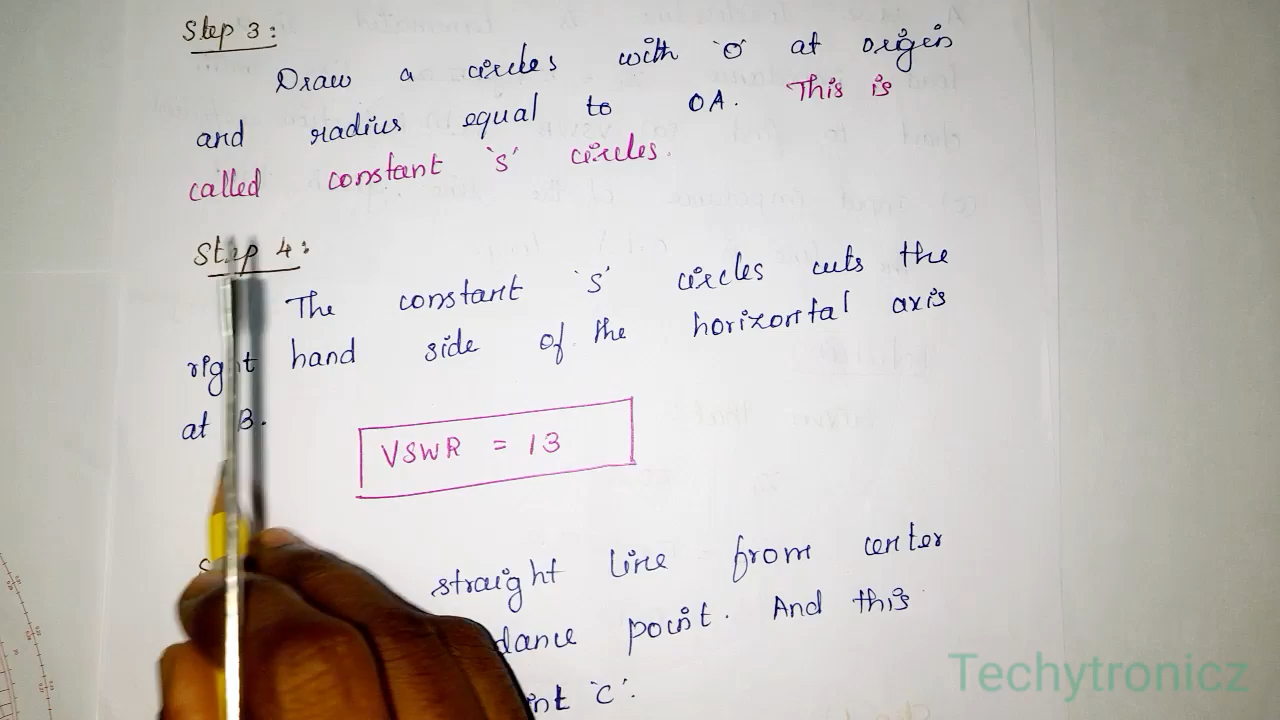 Step 3:
Draw a circles with 'O' at origin
and radius equal to OA. This is
called constant 's' circles.
Step 4:
The constant 's' circles cuts the
right hand side of the horizontal axis
at B.
VSWR = 13
straight line from center
point. And this
'C'.
Techytronicz